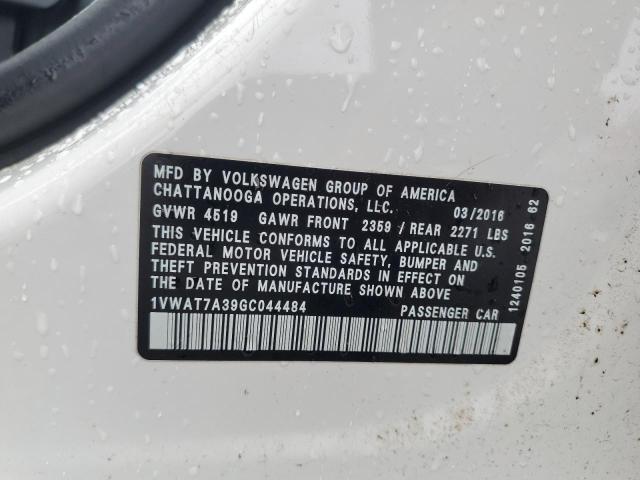 MFD BY VOLKSWAGEN GROUP OF AMERICA
CHATTANOOGA OPERATIONS, LLC. 03/2016
GVWR 4519 GAWR FRONT 2359 / REAR 2271 LBS
THIS VEHICLE CONFORMS TO ALL APPLICABLE U.S.
FEDERAL MOTOR VEHICLE SAFETY, BUMPER AND
THEFT PREVENTION STANDARDS IN EFFECT ON
THE DATE OF MANUFACTURE SHOWN ABOVE
1VWAT7A39GC044484 PASSENGER CAR
1240105 2016 62